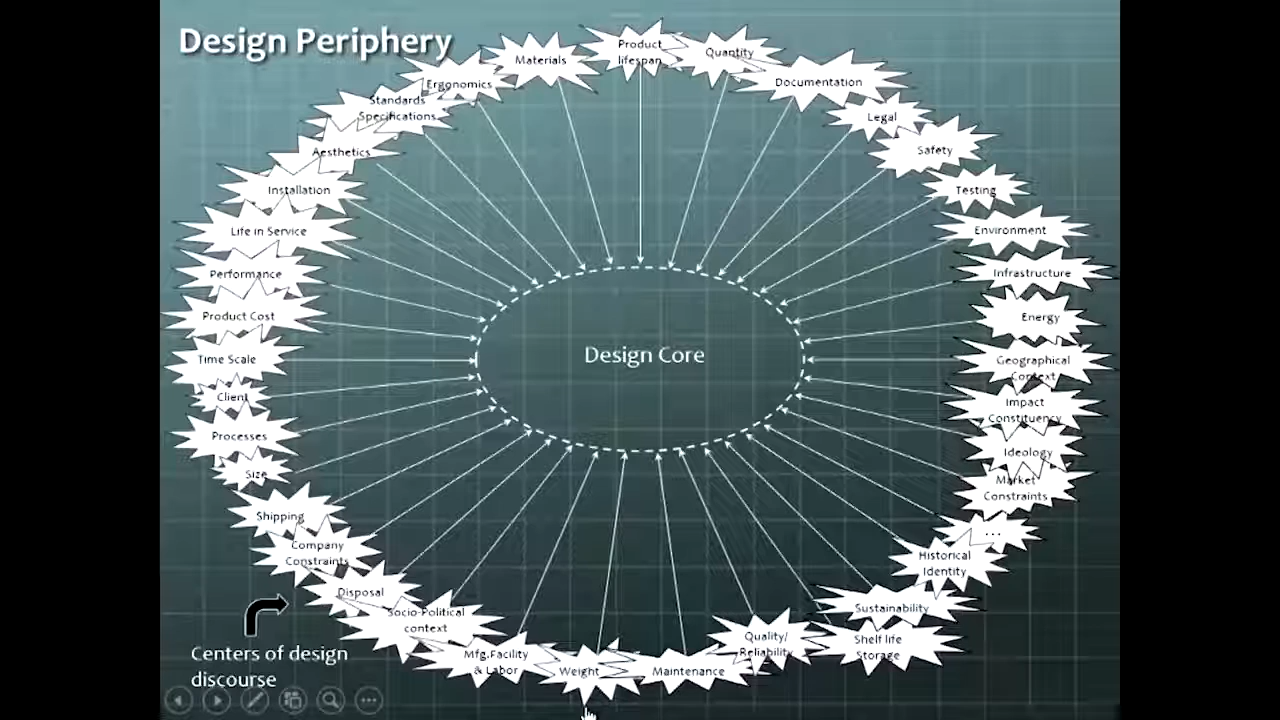 Design Periphery
Product
lifespan
Quantity
Documentation
Legal
Safety
Testing
Environment
Infrastructure
Energy
Geographical
Context
Impact
Constituency
Ideology
Market
Constraints
...
Historical
Identity
Sustainability
Shelf life
Storage
Quality/
Reliability
Maintenance
Weight
Mfg.Facility
& Labor
Socio-Political
context
Disposal
Company
Constraints
Shipping
Size
Processes
Client
Time Scale
Product Cost
Performance
Life in Service
Installation
Aesthetics
Standards
Specifications
Ergonomics
Materials
Design Core
Centers of design
discourse